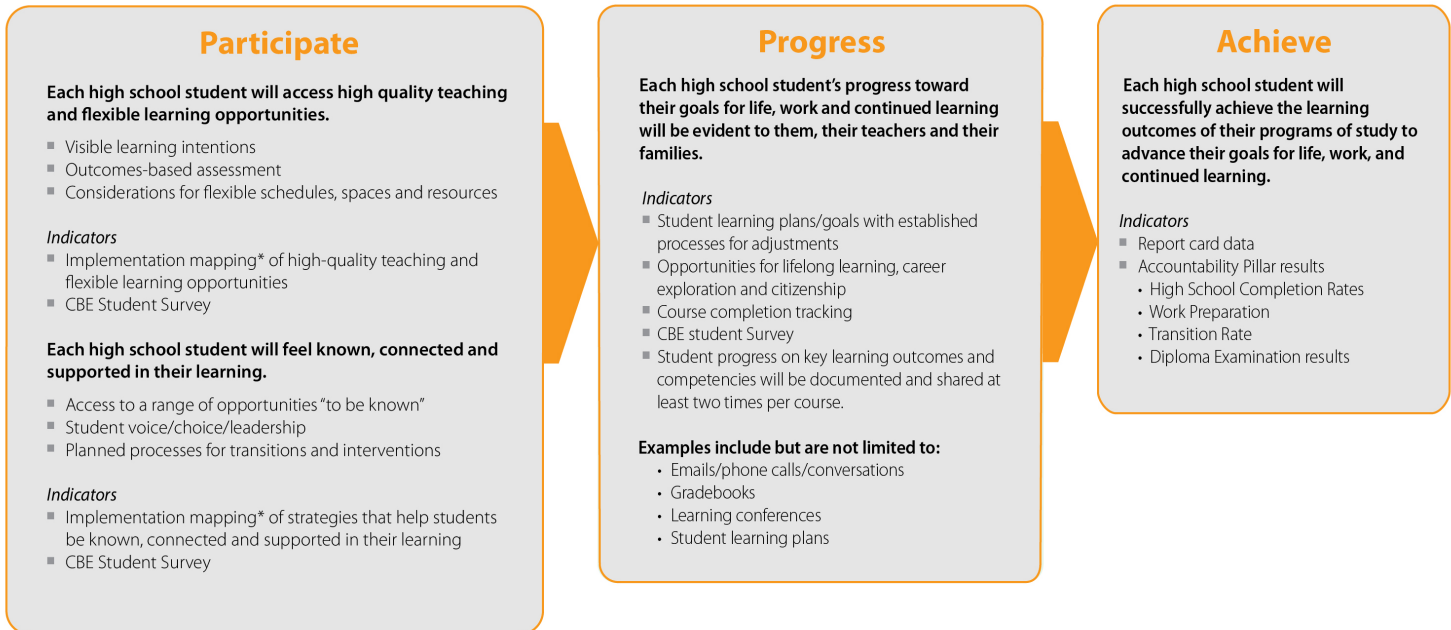 Participate
Each high school student will access high quality teaching
and flexible learning opportunities.
■ Visible learning intentions
■ Outcomes-based assessment
■ Considerations for flexible schedules, spaces and resources
Indicators
■ Implementation mapping* of high-quality teaching and
flexible learning opportunities
■ CBE Student Survey
Each high school student will feel known, connected and
supported in their learning.
■ Access to a range of opportunities “to be known”
■ Student voice/choice/leadership
■ Planned processes for transitions and interventions
Indicators
■ Implementation mapping* of strategies that help students
be known, connected and supported in their learning
■ CBE Student Survey
Progress
Each high school student’s progress toward
their goals for life, work and continued learning
will be evident to them, their teachers and their
families.
Indicators
■ Student learning plans/goals with established
processes for adjustments
■ Opportunities for lifelong learning, career
exploration and citizenship
■ Course completion tracking
■ CBE student Survey
■ Student progress on key learning outcomes and
competencies will be documented and shared at
least two times per course.
Examples include but are not limited to:
• Emails/phone calls/conversations
• Gradebooks
• Learning conferences
• Student learning plans
Achieve
Each high school student will
successfully achieve the learning
outcomes of their programs of study to
advance their goals for life, work, and
continued learning.
Indicators
■ Report card data
■ Accountability Pillar results
• High School Completion Rates
• Work Preparation
• Transition Rate
• Diploma Examination results